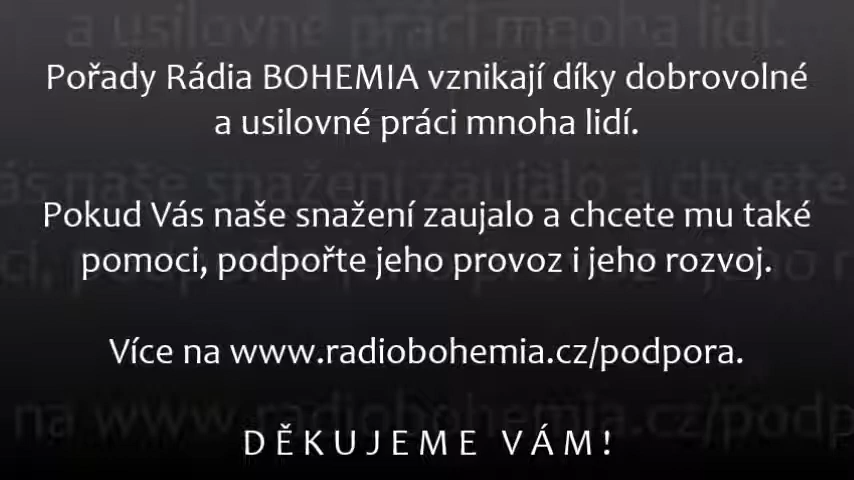 Pořady Rádia BOHEMIA vznikají díky dobrovolné
a usilovné práci mnoha lidí.
Pokud Vás naše snažení zaujalo a chcete mu také
pomoci, podpořte jeho provoz i jeho rozvoj.
Více na www.radiobohemia.cz/podpora.
DĚKUJEME VÁM!